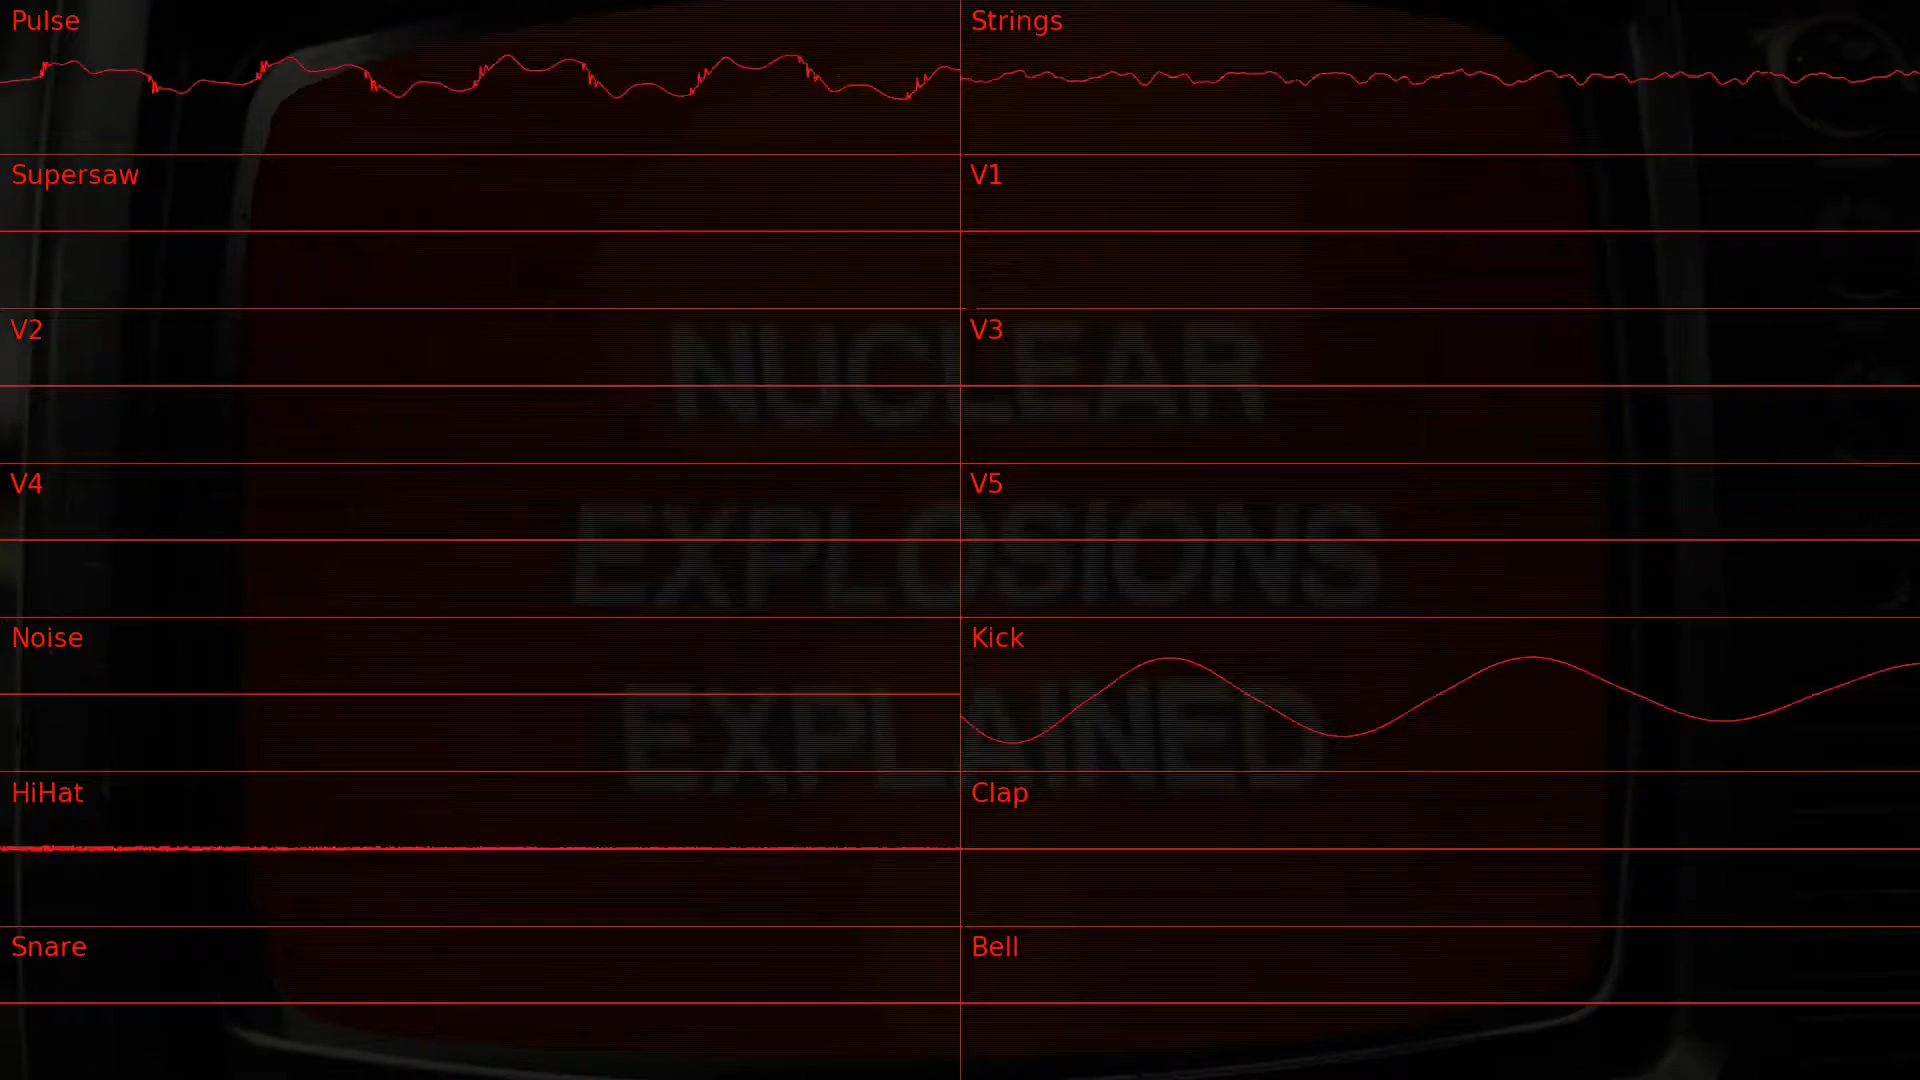 Pulse
Strings
Supersaw
V1
V2
V3
NUCLEAR
V4
V5
EXPLOSIONS
Noise
Kick
EXPLAINED
HiHat
Clap
Snare
Bell